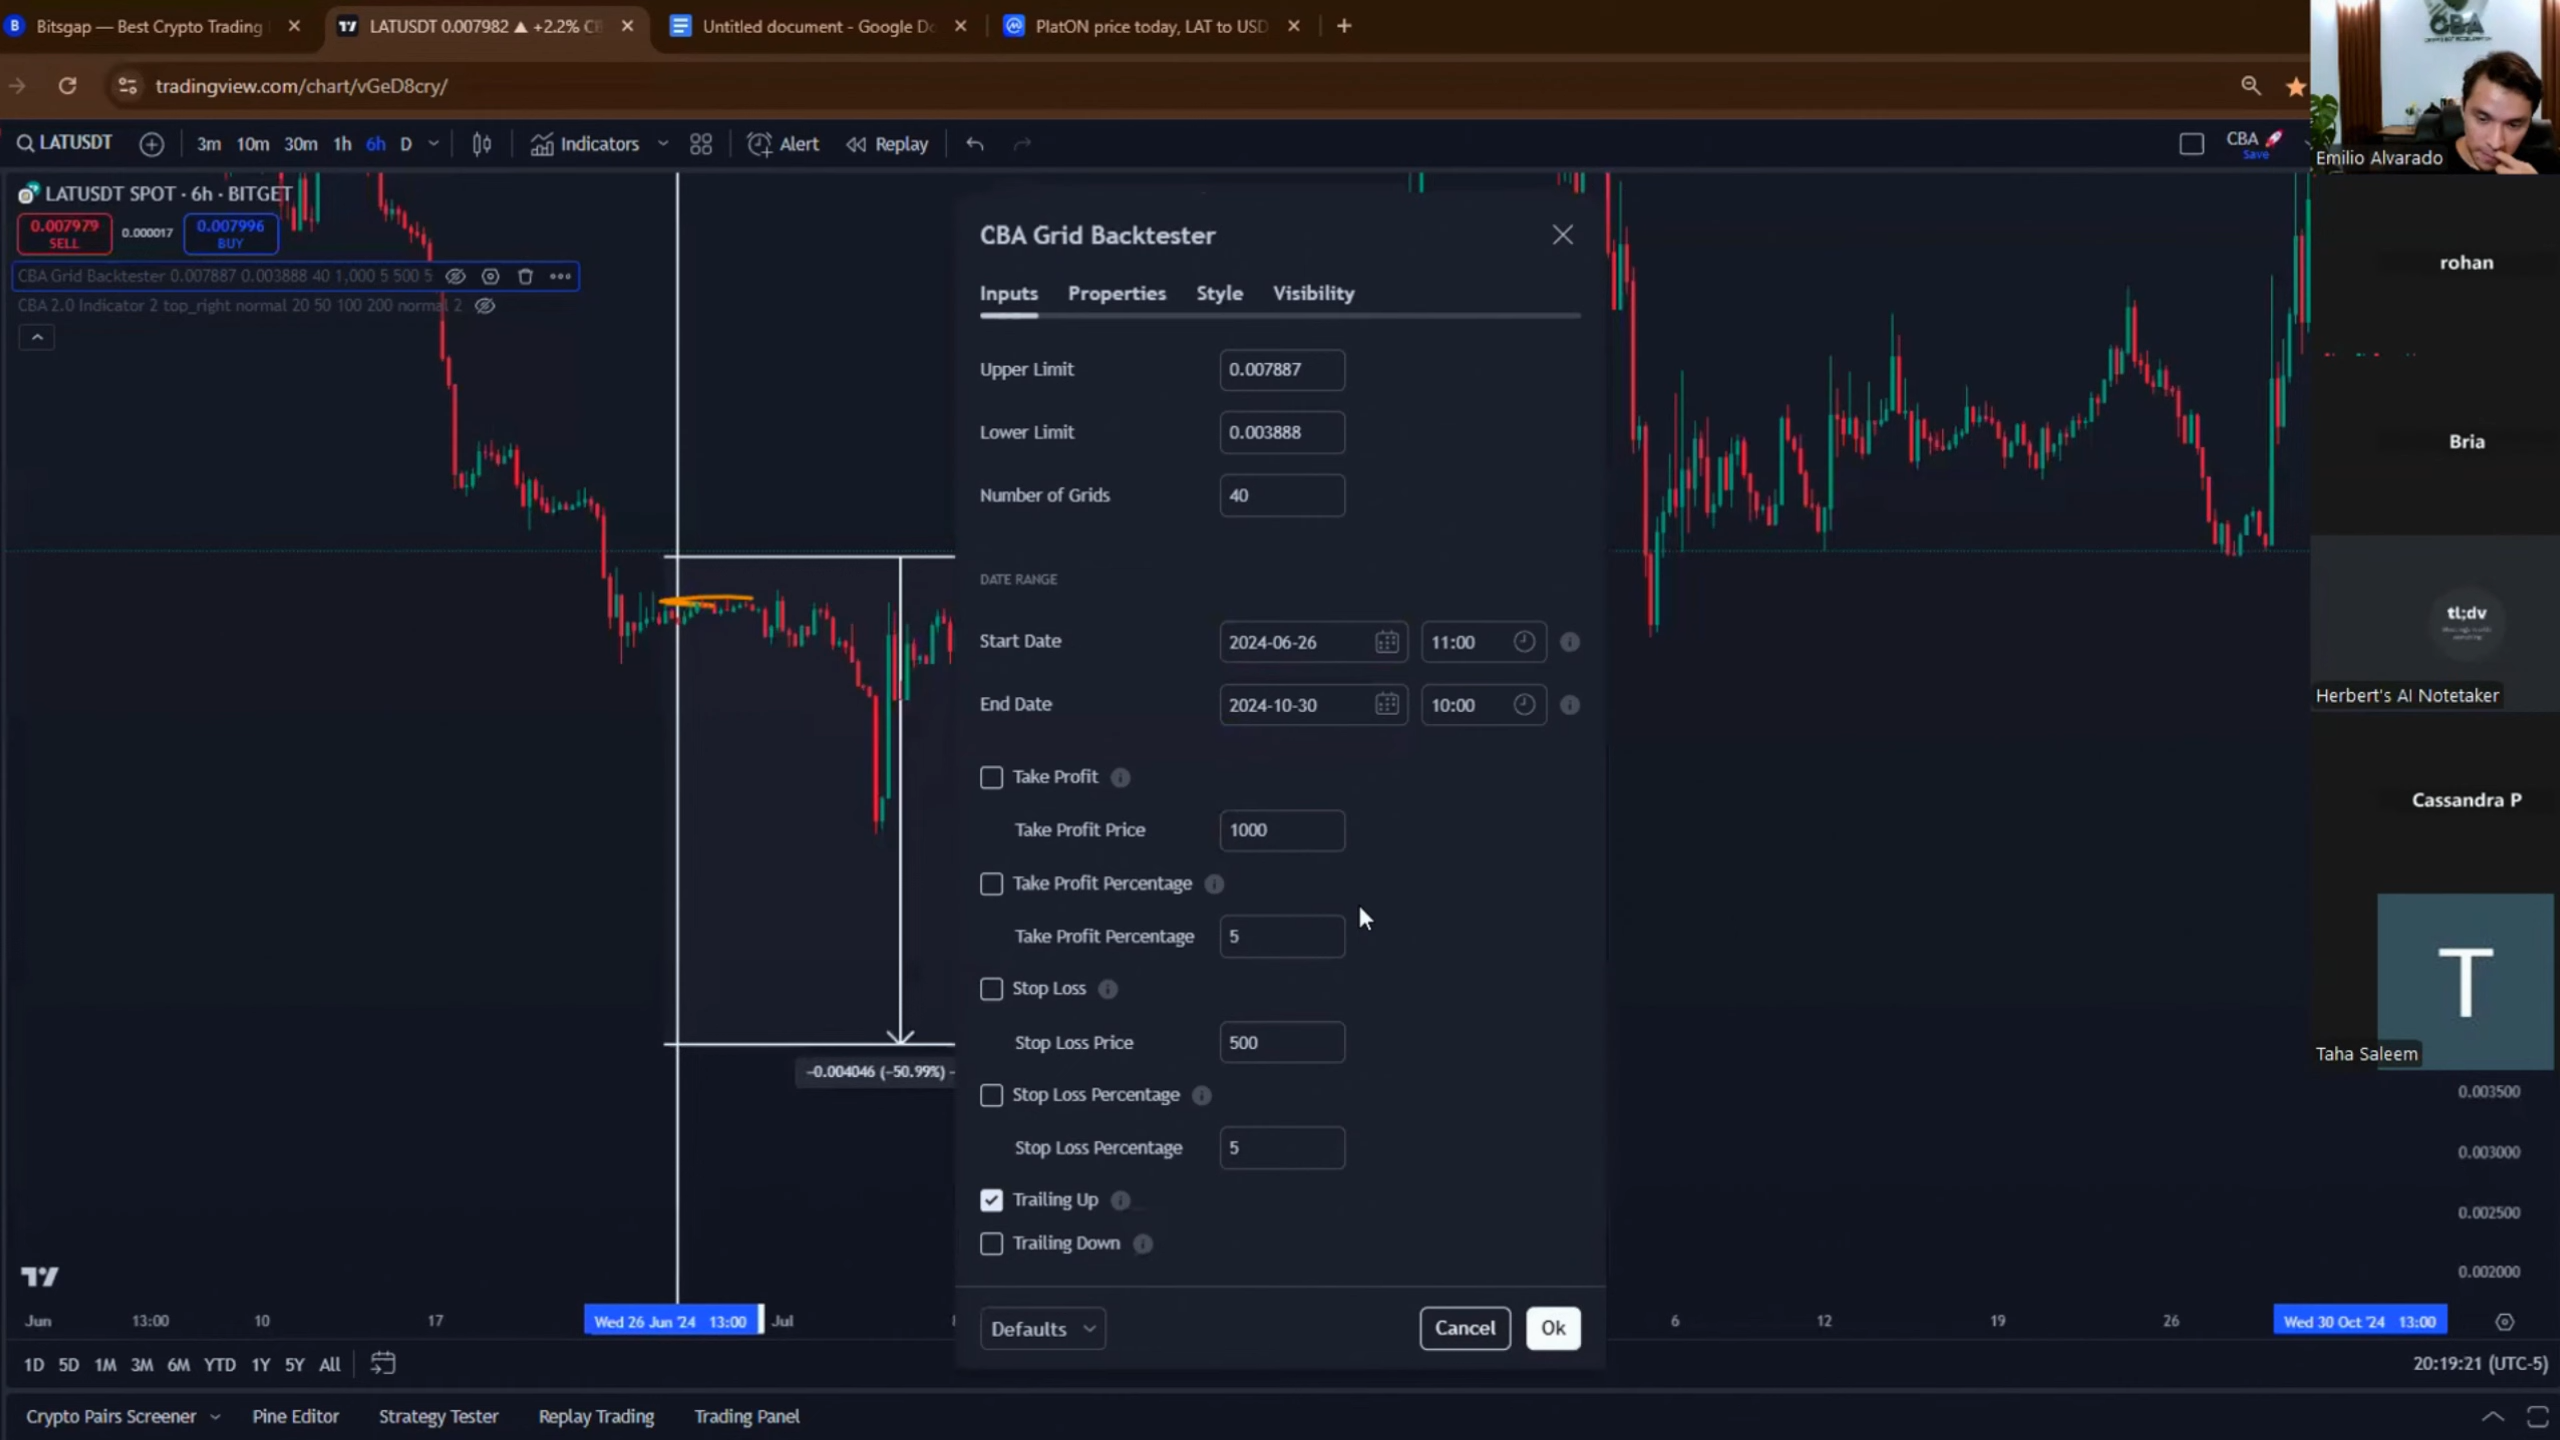 Bitsgap — Best Crypto Trading
LATUSDT 0.007982 ▲ +2.2% CB
Untitled document - Google Do
PlatON price today, LAT to USD
tradingview.com/chart/vGeD8cry/
LATUSDT
3m 10m 30m 1h 6h D
Indicators
Alert
Replay
CBA 🚀
Save
CBA
Emilio Alvarado
LATUSDT SPOT · 6h · BITGET
0.007979
SELL
0.000017
0.007996
BUY
CBA Grid Backtester 0.007887 0.003888 40 1,000 5 500 5
CBA 2.0 Indicator 2 top_right normal 20 50 100 200 normal 2
CBA Grid Backtester
Inputs Properties Style Visibility
Upper Limit 0.007887
Lower Limit 0.003888
Number of Grids 40
DATE RANGE
Start Date 2024-06-26 11:00
End Date 2024-10-30 10:00
Take Profit
Take Profit Price 1000
Take Profit Percentage
Take Profit Percentage 5
Stop Loss
Stop Loss Price 500
Stop Loss Percentage
Stop Loss Percentage 5
Trailing Up
Trailing Down
Defaults
Cancel
Ok
−0.004046 (−50.99%) −
rohan
Bria
tl;dv
Herbert's AI Notetaker
Cassandra P
T
Taha Saleem
0.003500
0.003000
0.002500
0.002000
Jun 13:00 10 17 Wed 26 Jun '24 13:00 Jul 6 12 19 26 Wed 30 Oct '24 13:00
1D 5D 1M 3M 6M YTD 1Y 5Y All
20:19:21 (UTC-5)
Crypto Pairs Screener Pine Editor Strategy Tester Replay Trading Trading Panel